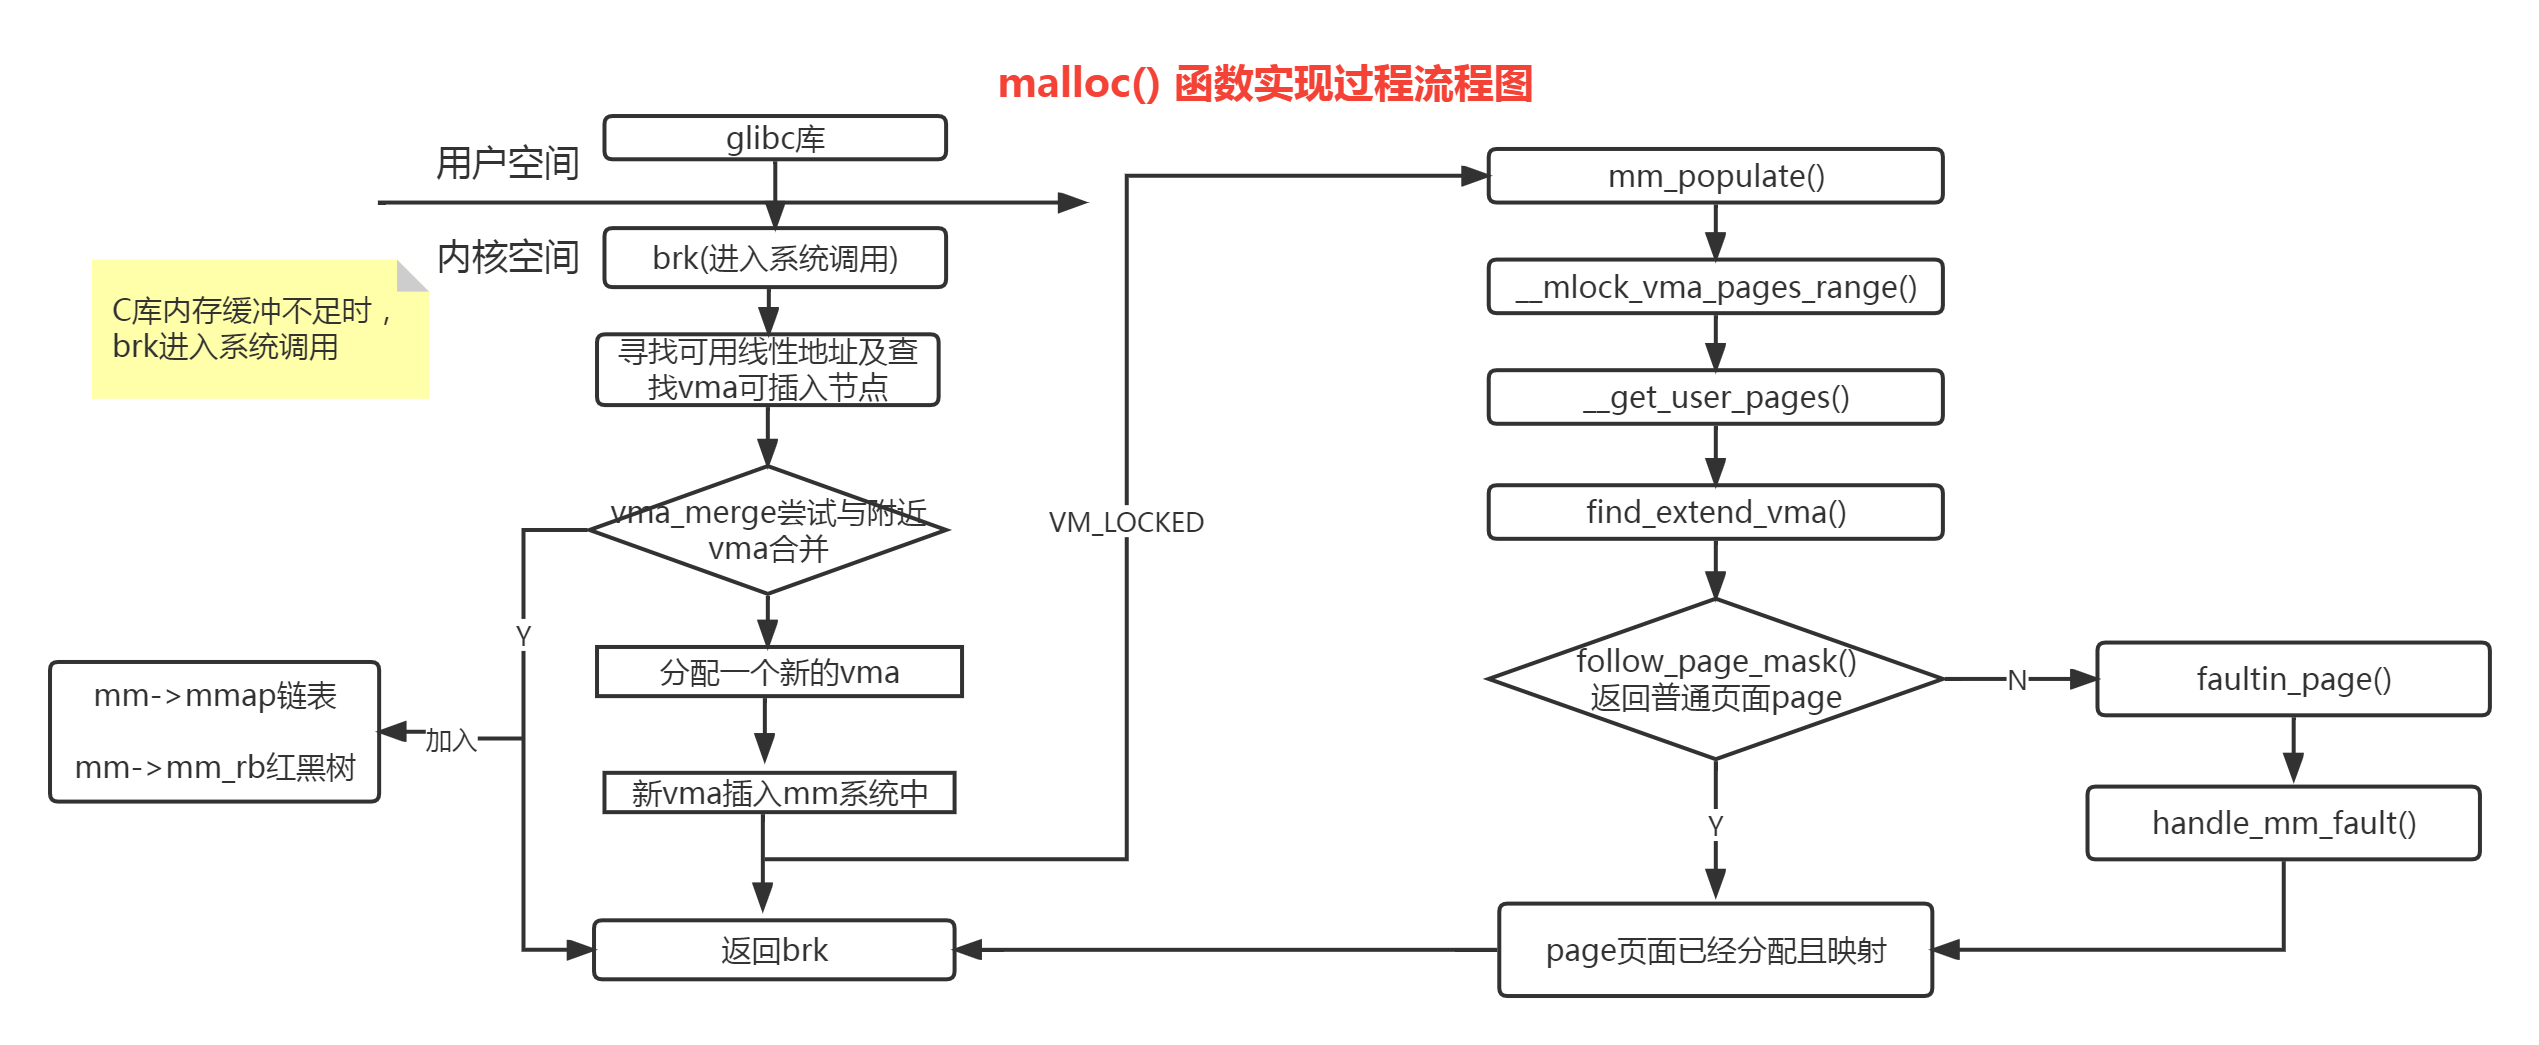 malloc() 函数实现过程流程图
glibc库
用户空间
内核空间
brk(进入系统调用)
C库内存缓冲不足时，
brk进入系统调用
寻找可用线性地址及查
找vma可插入节点
vma_merge尝试与附近
vma合并
Y
分配一个新的vma
mm->mmap链表
mm->mm_rb红黑树
加入
新vma插入mm系统中
返回brk
VM_LOCKED
mm_populate()
__mlock_vma_pages_range()
__get_user_pages()
find_extend_vma()
follow_page_mask()
返回普通页面page
N
faultin_page()
handle_mm_fault()
Y
page页面已经分配且映射